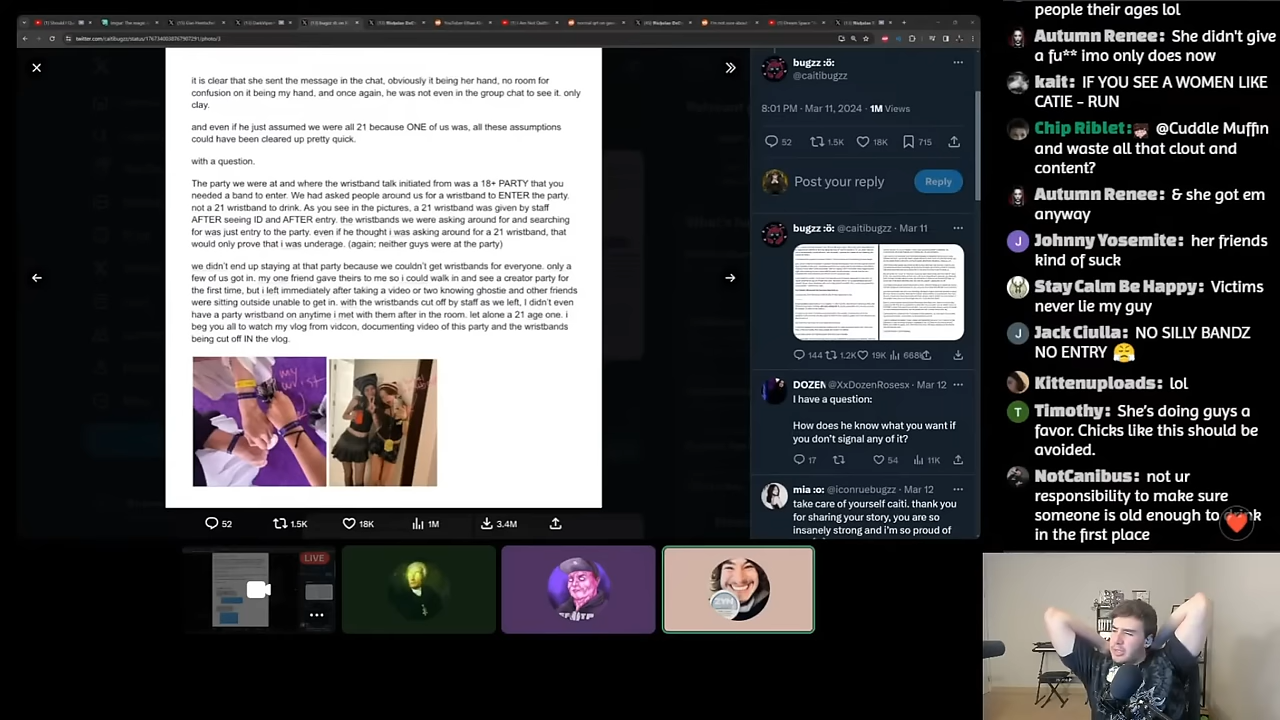 twitter.com/caitibugzz/status/1767340038767907291/photo/3
it is clear that she sent the message in the chat, obviously it being her hand, no room for
confusion on it being my hand, and once again, he was not even in the group chat to see it. only
clay.
and even if he just assumed we were all 21 because ONE of us was, all these assumptions
could have been cleared up pretty quick.
with a question.
The party we were at and where the wristband talk initiated from was a 18+ PARTY that you
needed a band to enter. We had asked people around us for a wristband to ENTER the party.
not a 21 wristband to drink. As you see in the pictures, a 21 wristband was given by staff
AFTER seeing ID and AFTER entry. the wristbands we were asking around for and searching
for was just entry to the party. even if he thought i was asking around for a 21 wristband, that
would only prove that i was underage. (again; neither guys were at the party)
we didn't end up staying at that party because we couldn't get wristbands for everyone. only a
few of us got in. my one friend gave theirs to me so i could walk in and see a creator party for
the first time, but i left immediately after taking a video or two knowing ghostie and other friends
were sitting outside unable to get in. with the wristbands cut off by staff as we left, I didn't even
have a party wristband on anytime i met with them after in the room. let alone a 21 age one. i
beg you all to watch my vlog from vidcon, documenting video of this party and the wristbands
being cut off IN the vlog.
my
wrist
52
1.5K
18K
1M
3.4M
bugzz :ö:
@caitibugzz
8:01 PM · Mar 11, 2024 · 1M Views
52 1.5K 18K 715
Post your reply
Reply
bugzz :ö: @caitibugzz · Mar 11
144 1.2K 19K 668K
DOZEN @XxDozenRosesx · Mar 12
I have a question:
How does he know what you want if
you don't signal any of it?
17 54 11K
mia :o: @iconruebugzz · Mar 12
take care of yourself caiti. thank you
for sharing your story, you are so
insanely strong and i'm so proud of
LIVE
ZYN
people their ages lol
Autumn Renee: She didn't give
a fu** imo only does now
kait: IF YOU SEE A WOMEN LIKE
CATIE - RUN
Chip Riblet: @Cuddle Muffin
and waste all that clout and
content?
Autumn Renee: & she got em
anyway
Johnny Yosomite: her friends
kind of suck
Stay Glum Be Happy: Victims
never lie my guy
Jack Ciulla: NO SILLY BANDZ
NO ENTRY
Kittenuploads: lol
Timothy: She's doing guys a
favor. Chicks like this should be
avoided.
NotCanibus: not ur
responsibility to make sure
someone is old enough to
in the first place